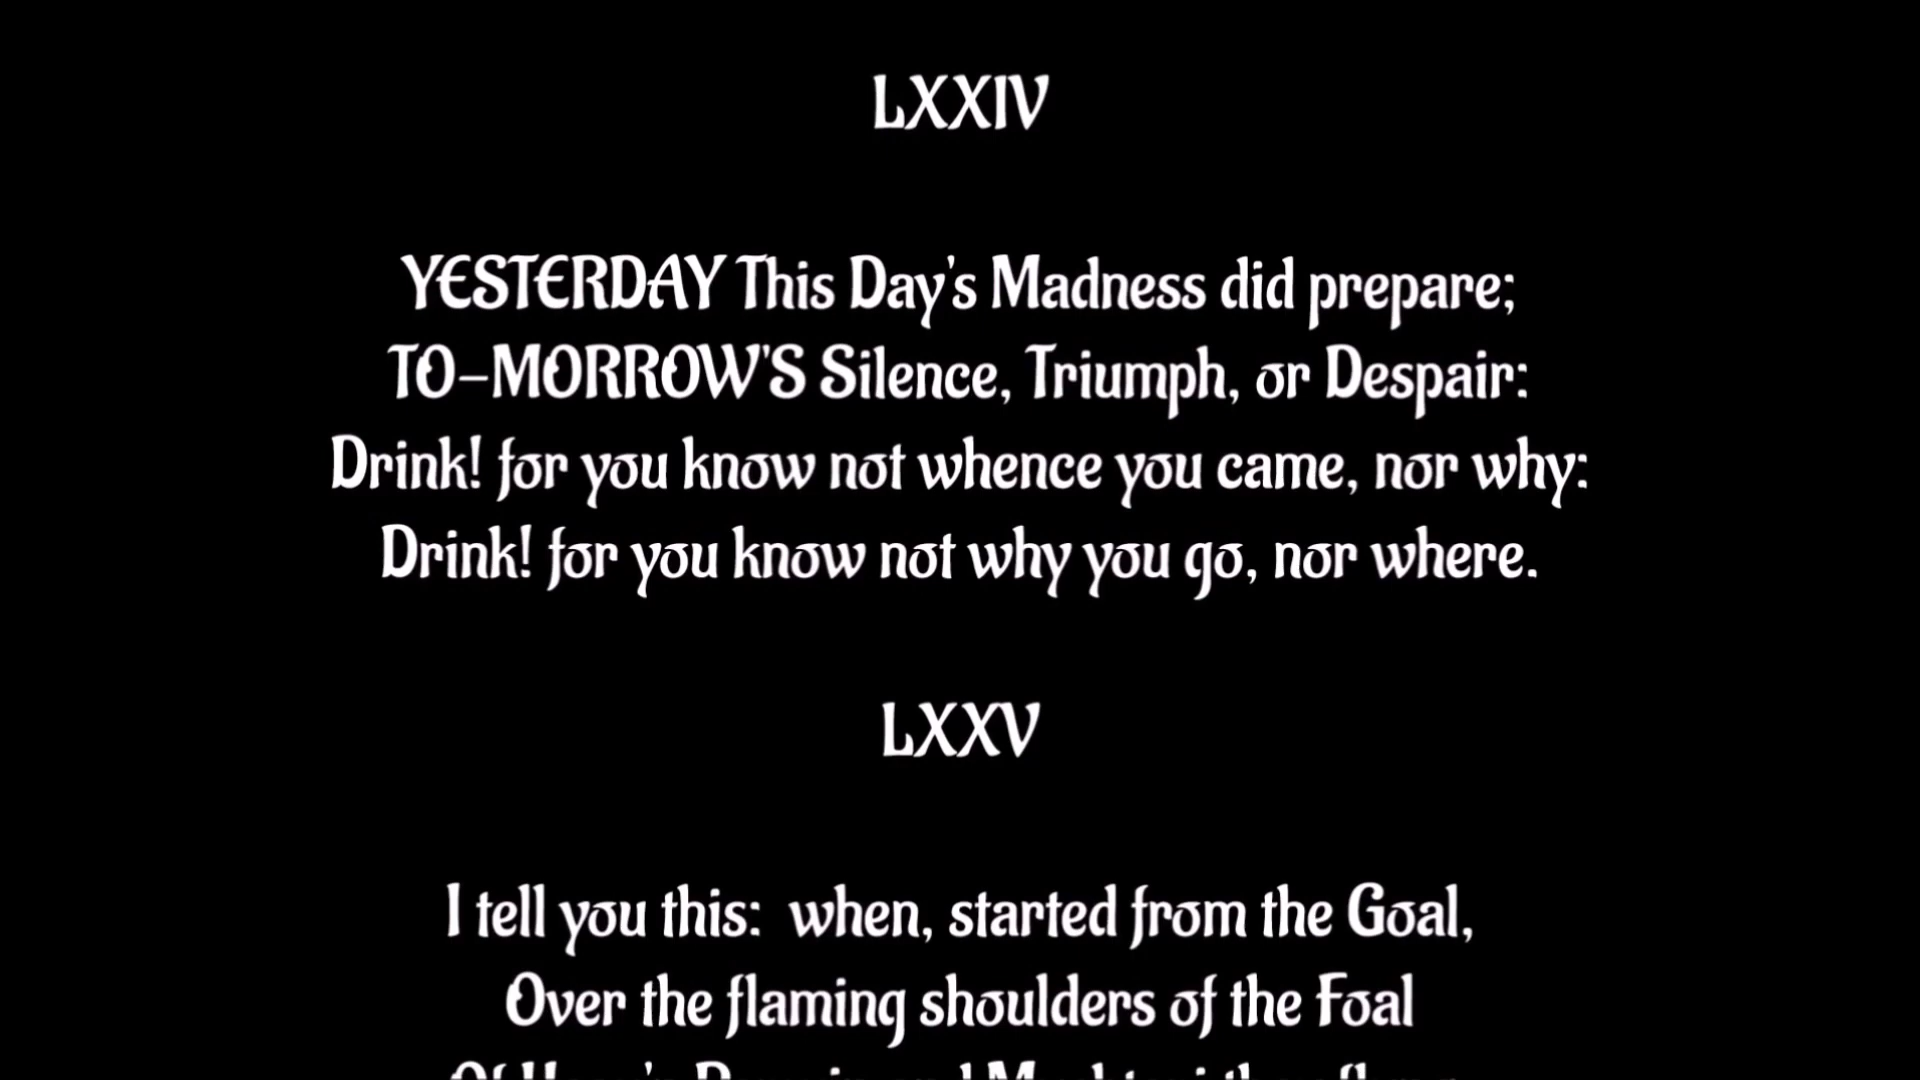 LXXIV
YESTERDAY This Day's Madness did prepare;
TO-MORROW'S Silence, Triumph, or Despair:
Drink! for you know not whence you came, nor why:
Drink! for you know not why you go, nor where.
LXXV
I tell you this:  when, started from the Goal,
Over the flaming shoulders of the Foal